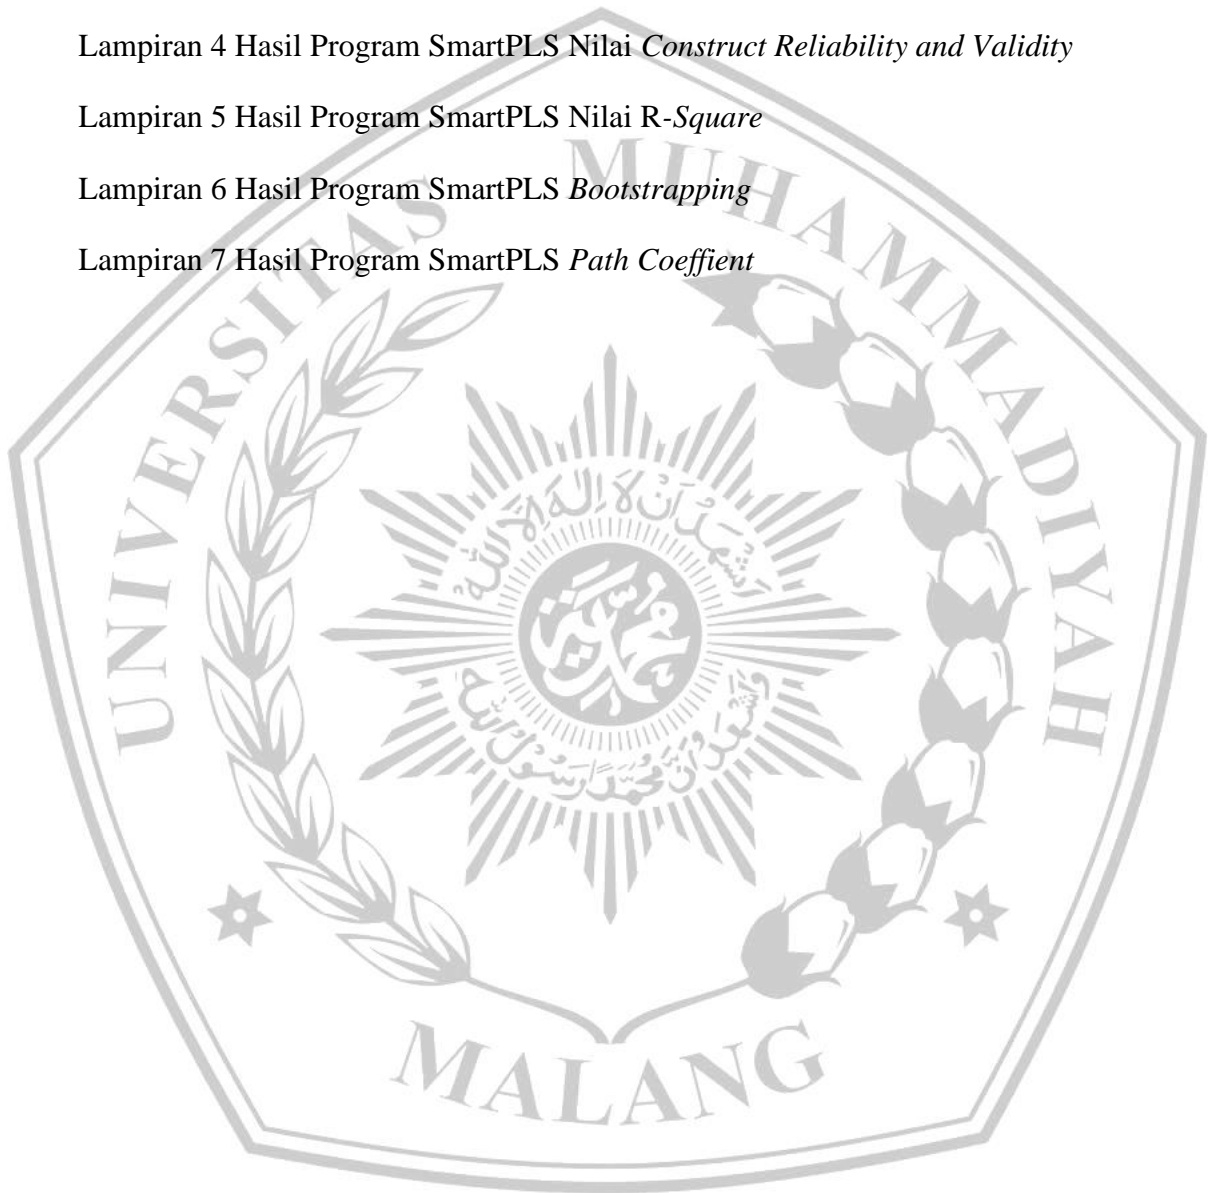 Lampiran 4 Hasil Program SmartPLS Nilai Construct Reliability and Validity
Lampiran 5 Hasil Program SmartPLS Nilai R-Square
Lampiran 6 Hasil Program SmartPLS Bootstrapping
Lampiran 7 Hasil Program SmartPLS Path Coeffient
UNIVERSITAS MUHAMMADIYAH
MALANG